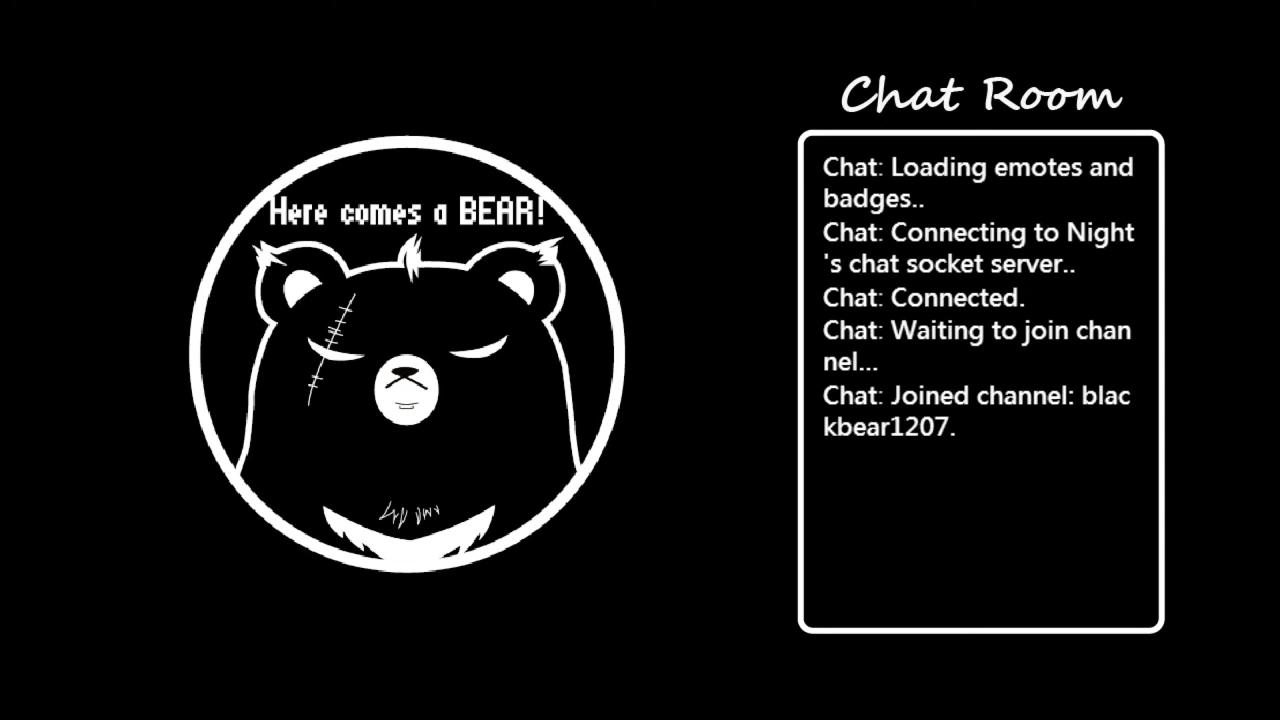 Chat Room
Here comes a BEAR!
Chat: Loading emotes and
badges..
Chat: Connecting to Night
's chat socket server..
Chat: Connected.
Chat: Waiting to join chan
nel...
Chat: Joined channel: blac
kbear1207.